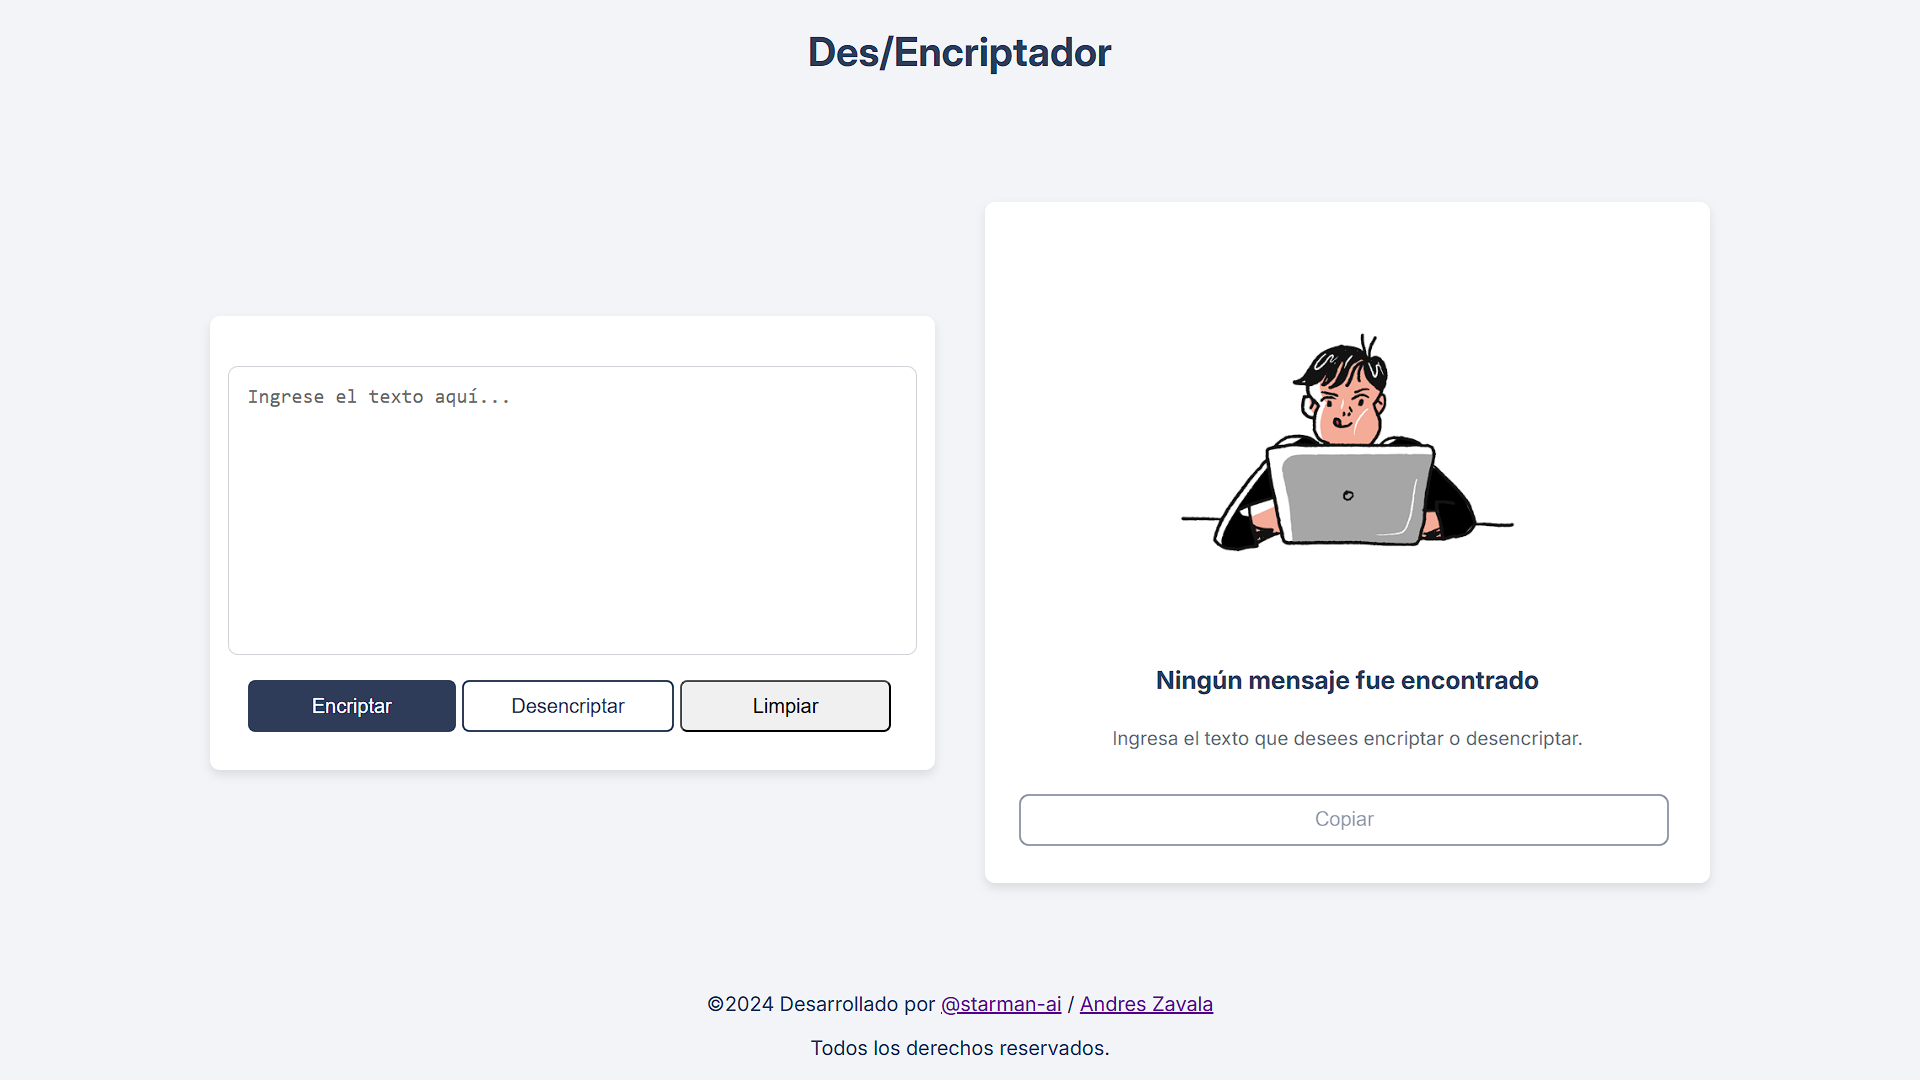 Des/Encriptador
Ingrese el texto aquí...
Encriptar
Desencriptar
Limpiar
Ningún mensaje fue encontrado
Ingresa el texto que desees encriptar o desencriptar.
Copiar
©2024 Desarrollado por @starman-ai / Andres Zavala
Todos los derechos reservados.